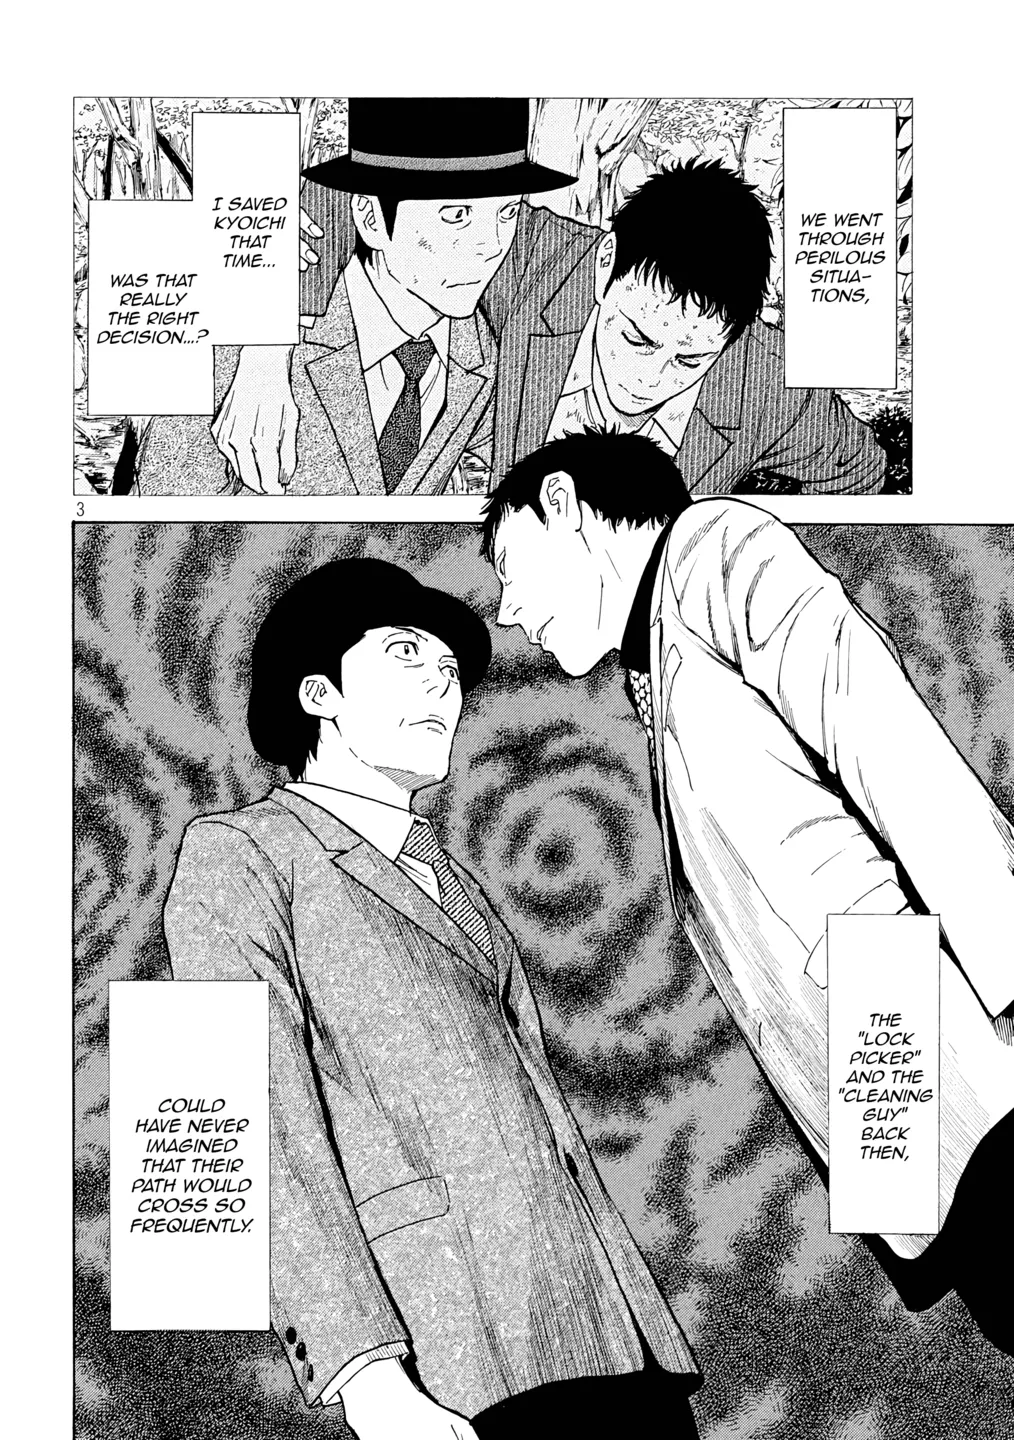 WE WENT
THROUGH
PERILOUS
SITUA-
TIONS,
I SAVED
KYOICHI
THAT
TIME...
WAS THAT
REALLY
THE RIGHT
DECISION...?
3
THE
"LOCK
PICKER"
AND THE
"CLEANING
GUY"
BACK
THEN,
COULD
HAVE NEVER
IMAGINED
THAT THEIR
PATH WOULD
CROSS SO
FREQUENTLY.